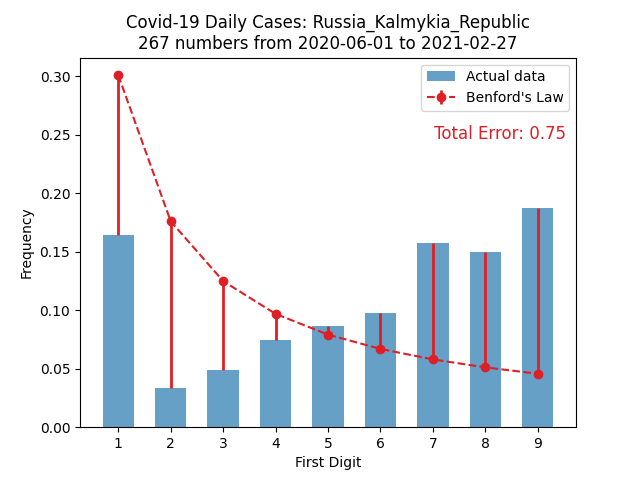 Covid-19 Daily Cases: Russia_Kalmykia_Republic
267 numbers from 2020-06-01 to 2021-02-27
Actual data
Benford's Law
Total Error: 0.75
0.30
0.25
0.20
0.15
0.10
0.05
0.00
Frequency
1 2 3 4 5 6 7 8 9
First Digit